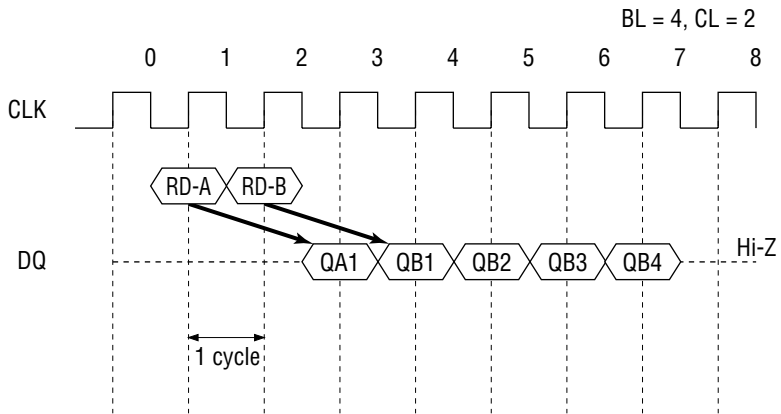 BL = 4, CL = 2
0 1 2 3 4 5 6 7 8
CLK
RD-A RD-B
DQ QA1 QB1 QB2 QB3 QB4 Hi-Z
1 cycle